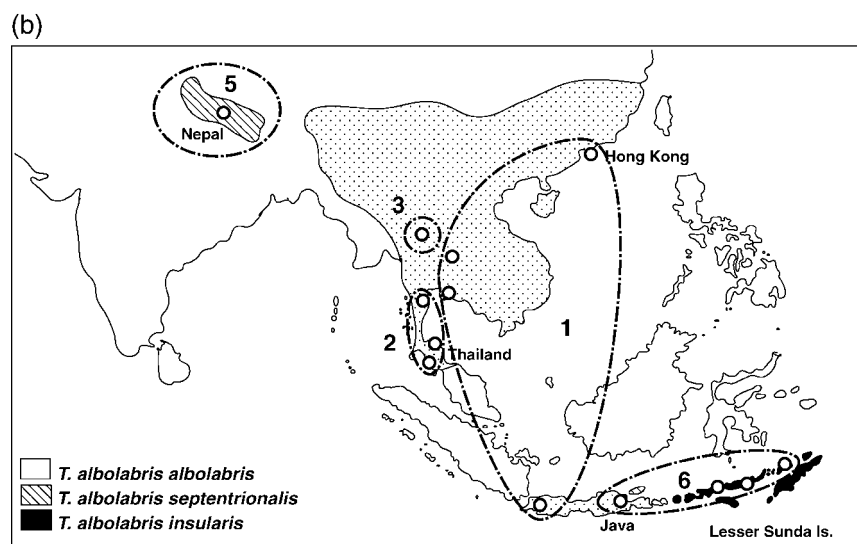 (b)
5
Nepal
Hong Kong
3
1
2
Thailand
6
T. albolabris albolabris
T. albolabris septentrionalis
T. albolabris insularis
Java
Lesser Sunda Is.